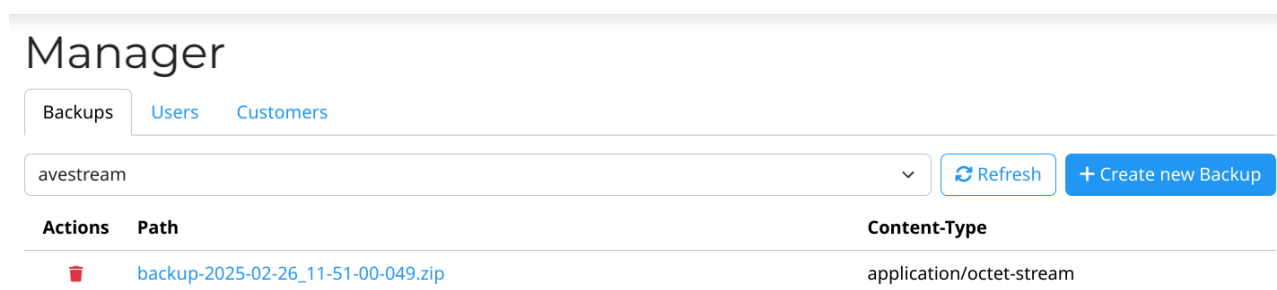 Manager
Backups Users Customers
avestream Refresh + Create new Backup
Actions Path Content-Type
backup-2025-02-26_11-51-00-049.zip application/octet-stream